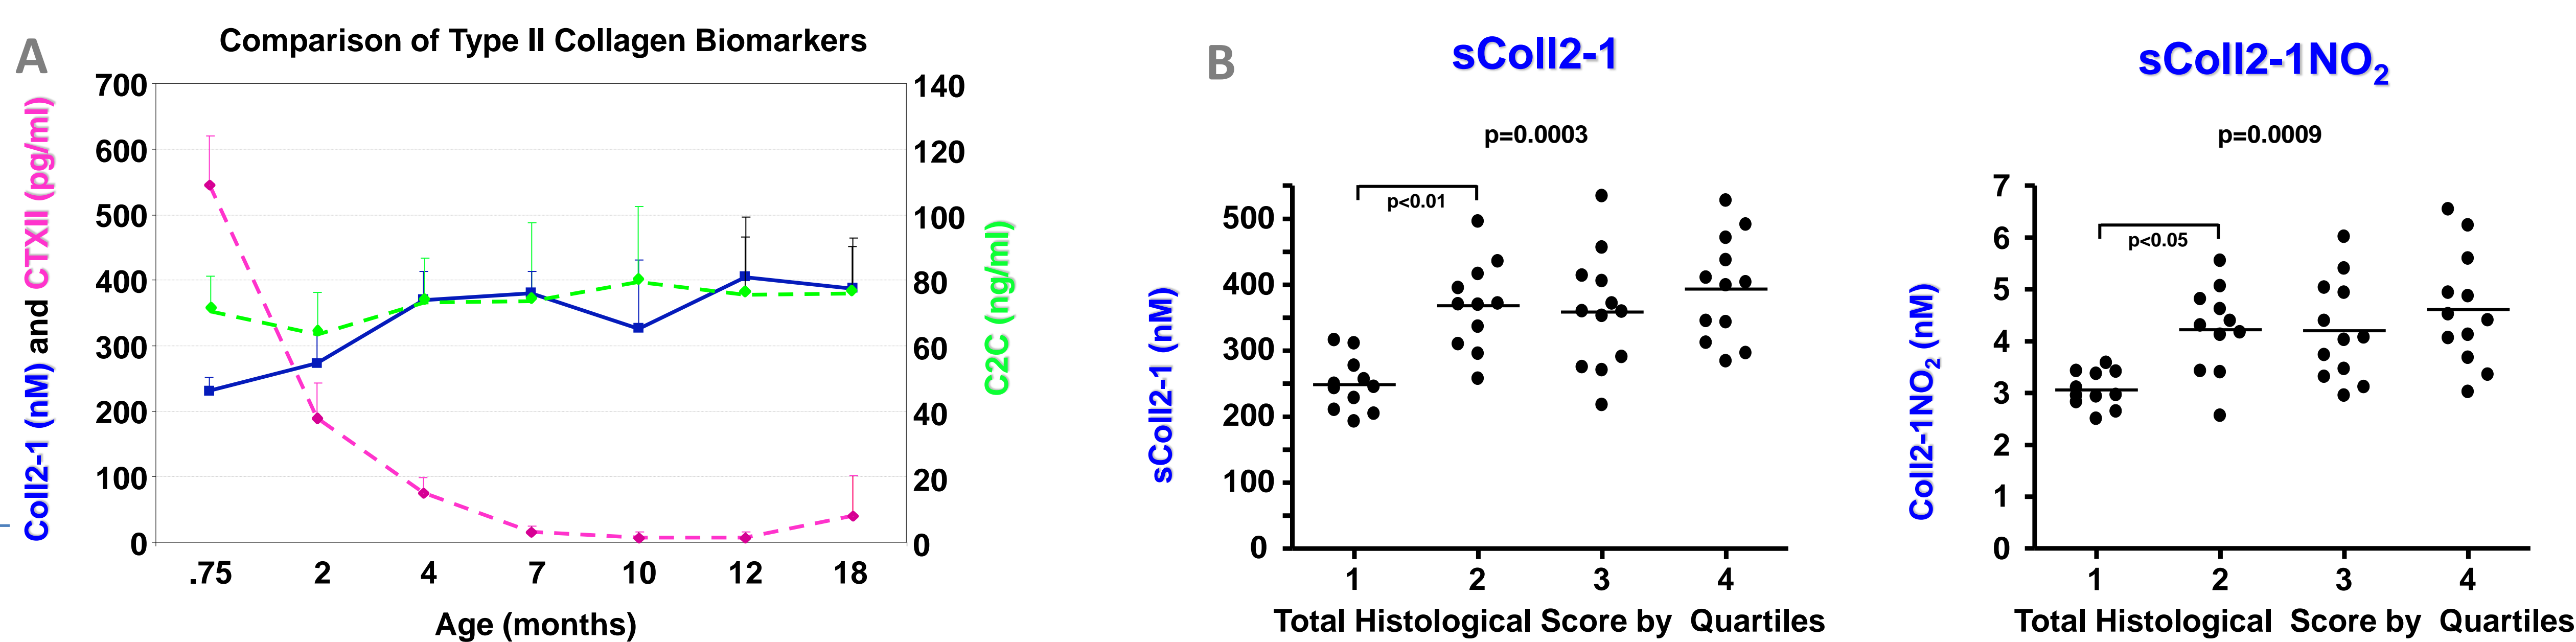 A
Comparison of Type II Collagen Biomarkers
Coll2-1 (nM) and CTXII (pg/ml)
700
600
500
400
300
200
100
0
140
120
100
80
60
40
20
0
C2C (ng/ml)
.75 2 4 7 10 12 18
Age (months)
B
sColl2-1
p=0.0003
p<0.01
sColl2-1 (nM)
500
400
300
200
100
0
1 2 3 4
Total Histological Score by Quartiles
sColl2-1NO₂
p=0.0009
p<0.05
Coll2-1NO₂ (nM)
7
6
5
4
3
2
1
0
1 2 3 4
Total Histological Score by Quartiles